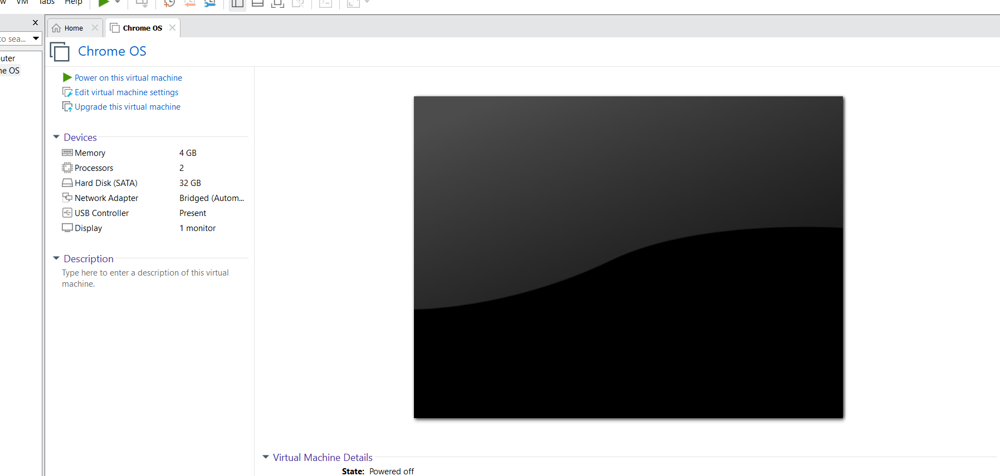 VM Tabs Help
to sea...
uter
ne OS
Home
Chrome OS
Chrome OS
Power on this virtual machine
Edit virtual machine settings
Upgrade this virtual machine
Devices
Memory 4 GB
Processors 2
Hard Disk (SATA) 32 GB
Network Adapter Bridged (Autom...
USB Controller Present
Display 1 monitor
Description
Type here to enter a description of this virtual
machine.
Virtual Machine Details
State: Powered off